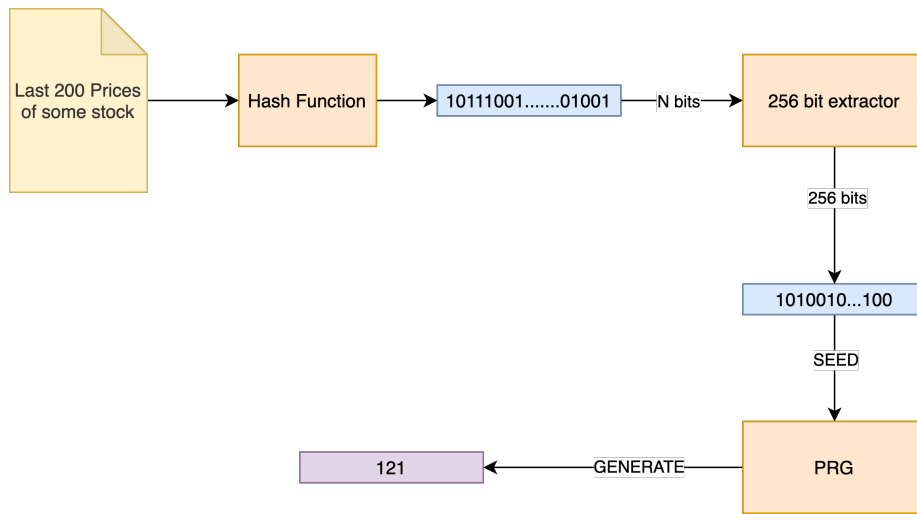 Last 200 Prices
of some stock
Hash Function
10111001.......01001
N bits
256 bit extractor
256 bits
1010010...100
SEED
PRG
GENERATE
121